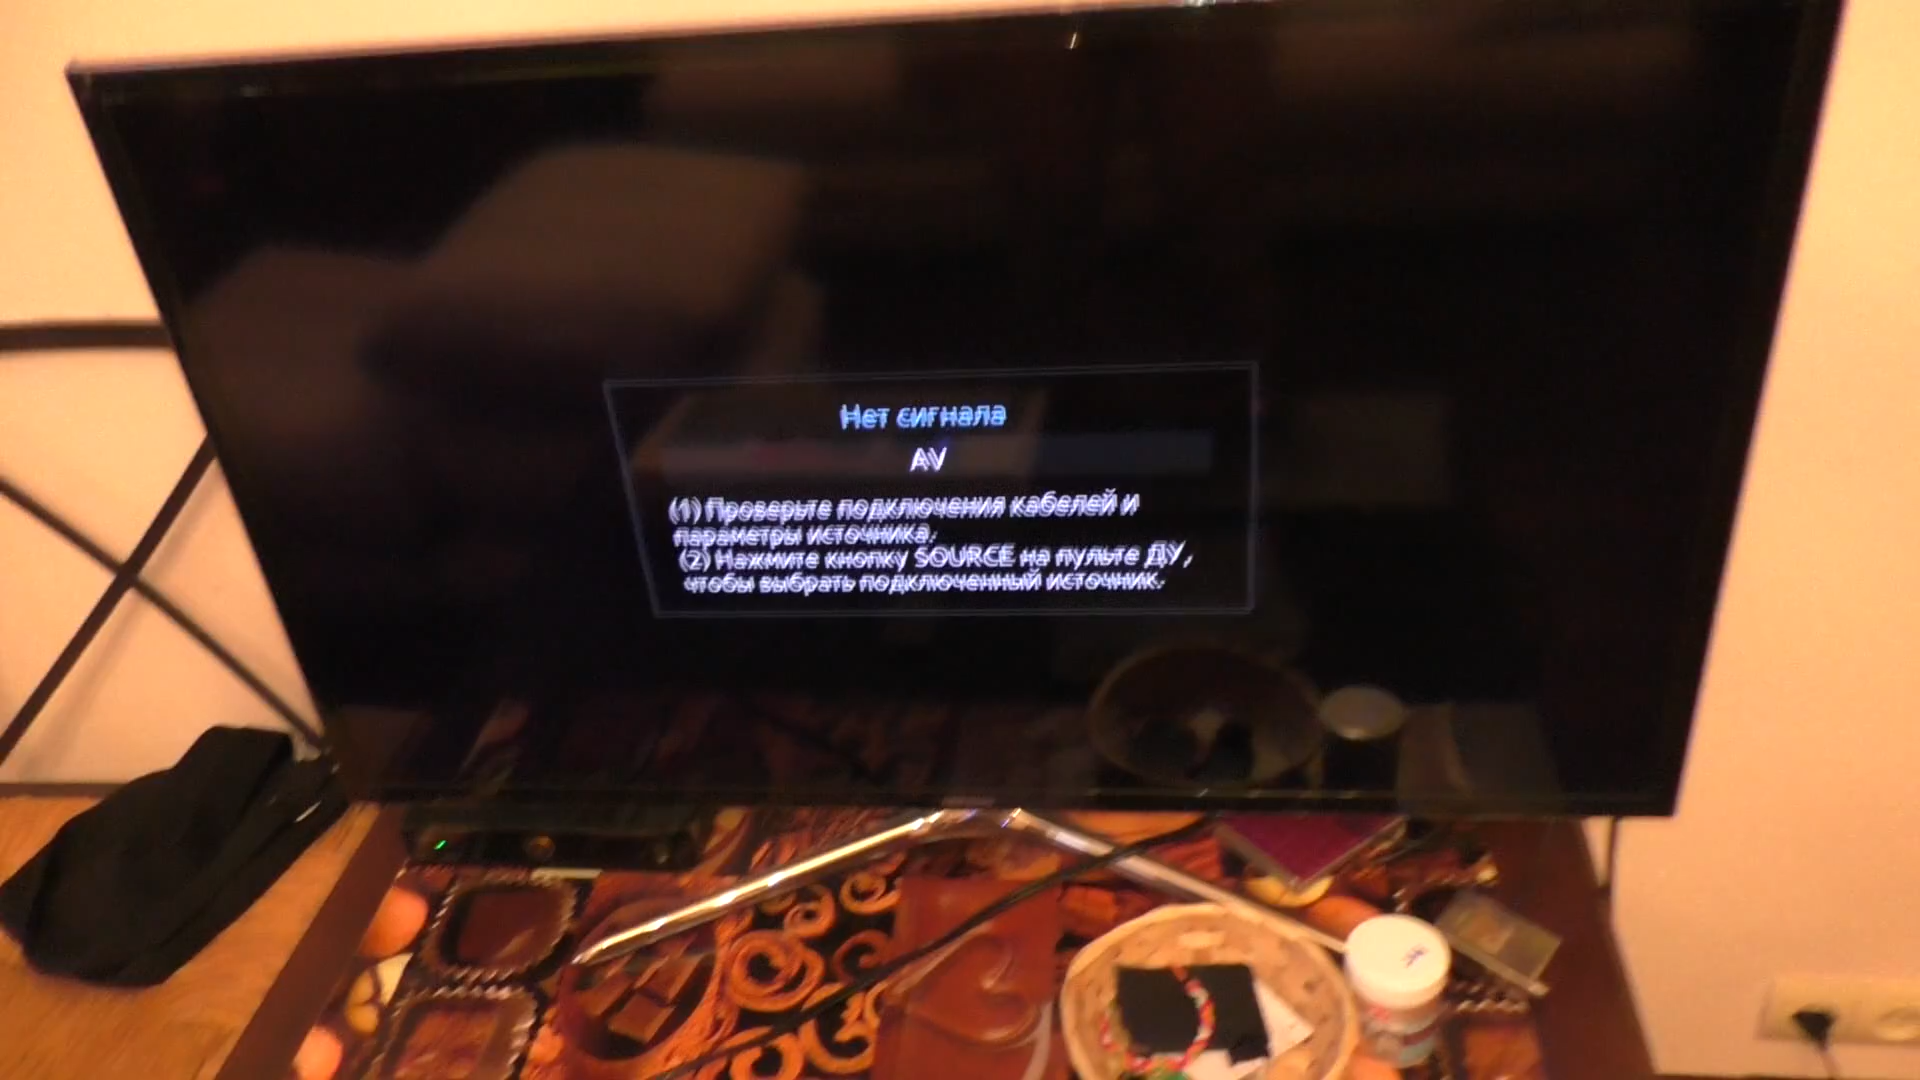 Нет сигнала
AV
(1) Проверьте подключения кабелей и
параметры источника.
(2) Нажмите кнопку SOURCE на пульте ДУ,
чтобы выбрать подключенный источник.